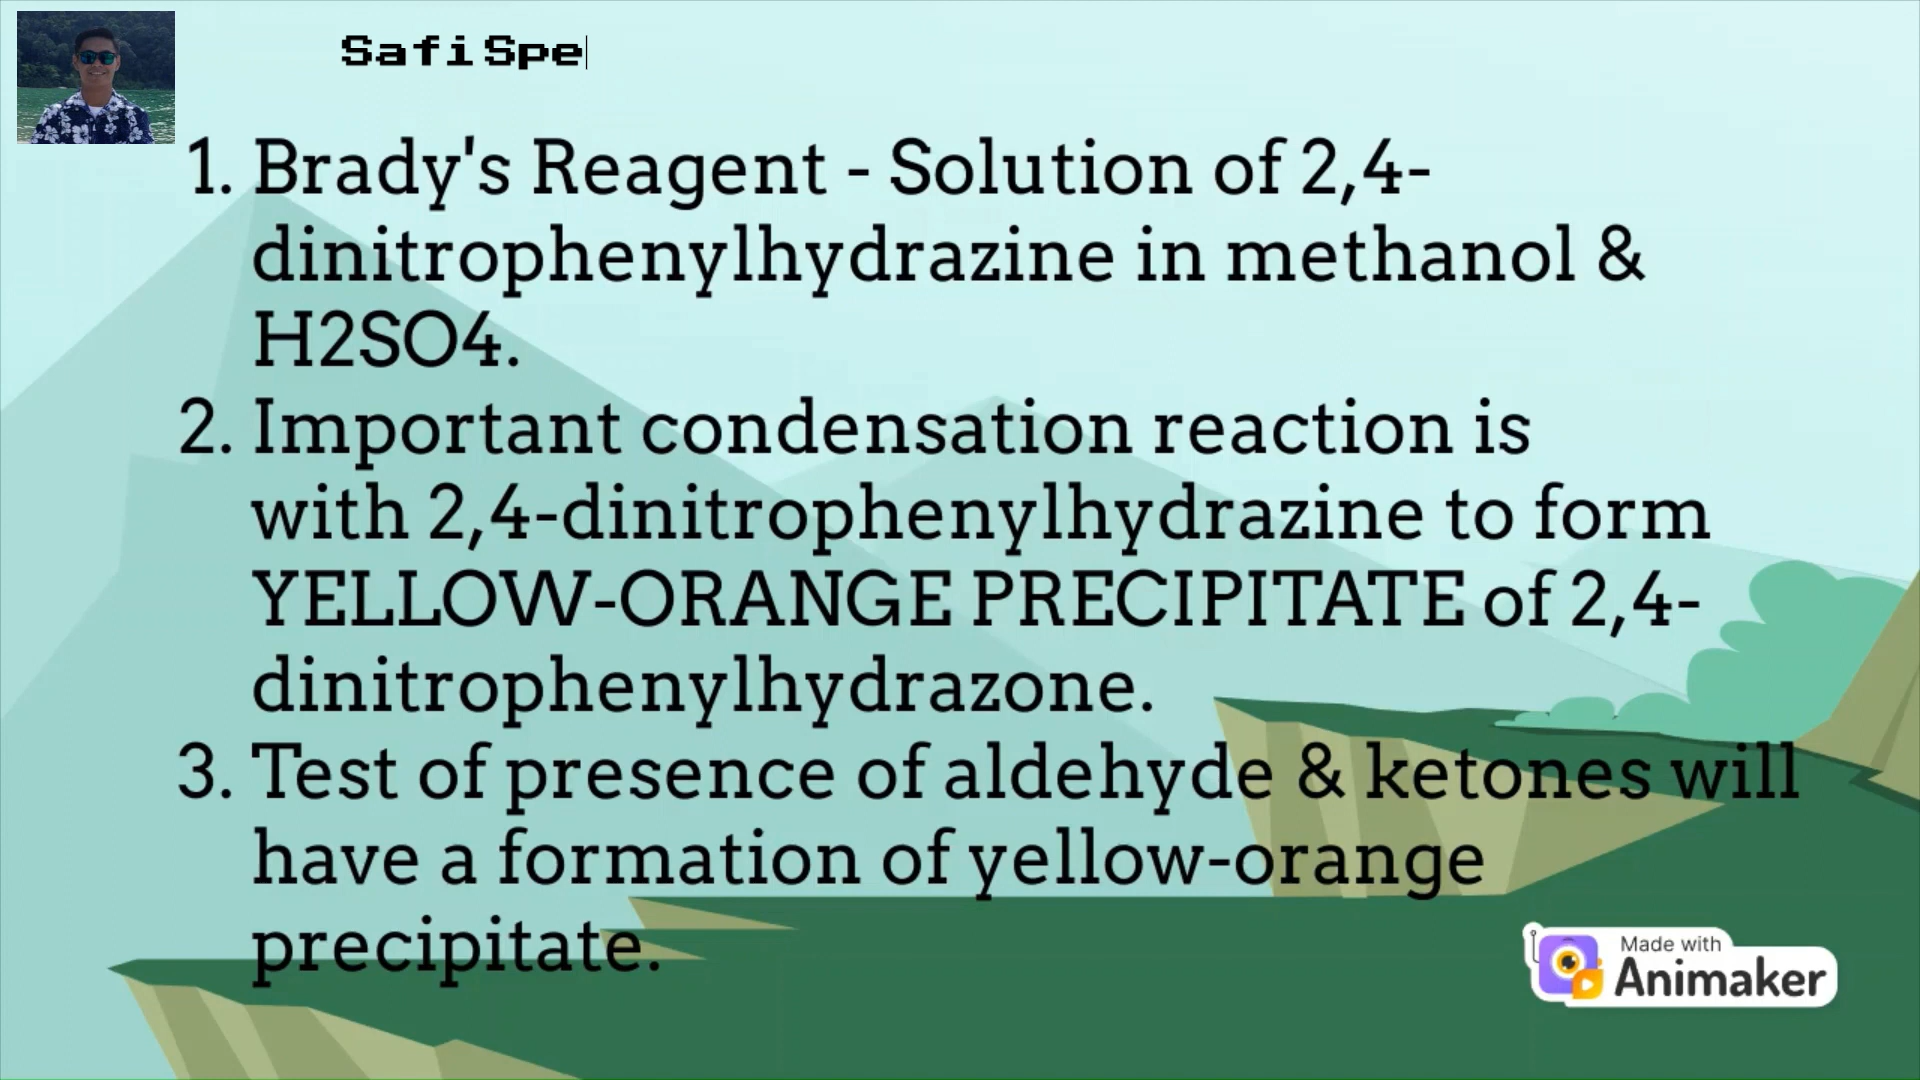 Safi Spe
1. Brady's Reagent - Solution of 2,4-
dinitrophenylhydrazine in methanol &
H2SO4.
2. Important condensation reaction is
with 2,4-dinitrophenylhydrazine to form
YELLOW-ORANGE PRECIPITATE of 2,4-
dinitrophenylhydrazone.
3. Test of presence of aldehyde & ketones will
have a formation of yellow-orange
precipitate.
Made with
Animaker